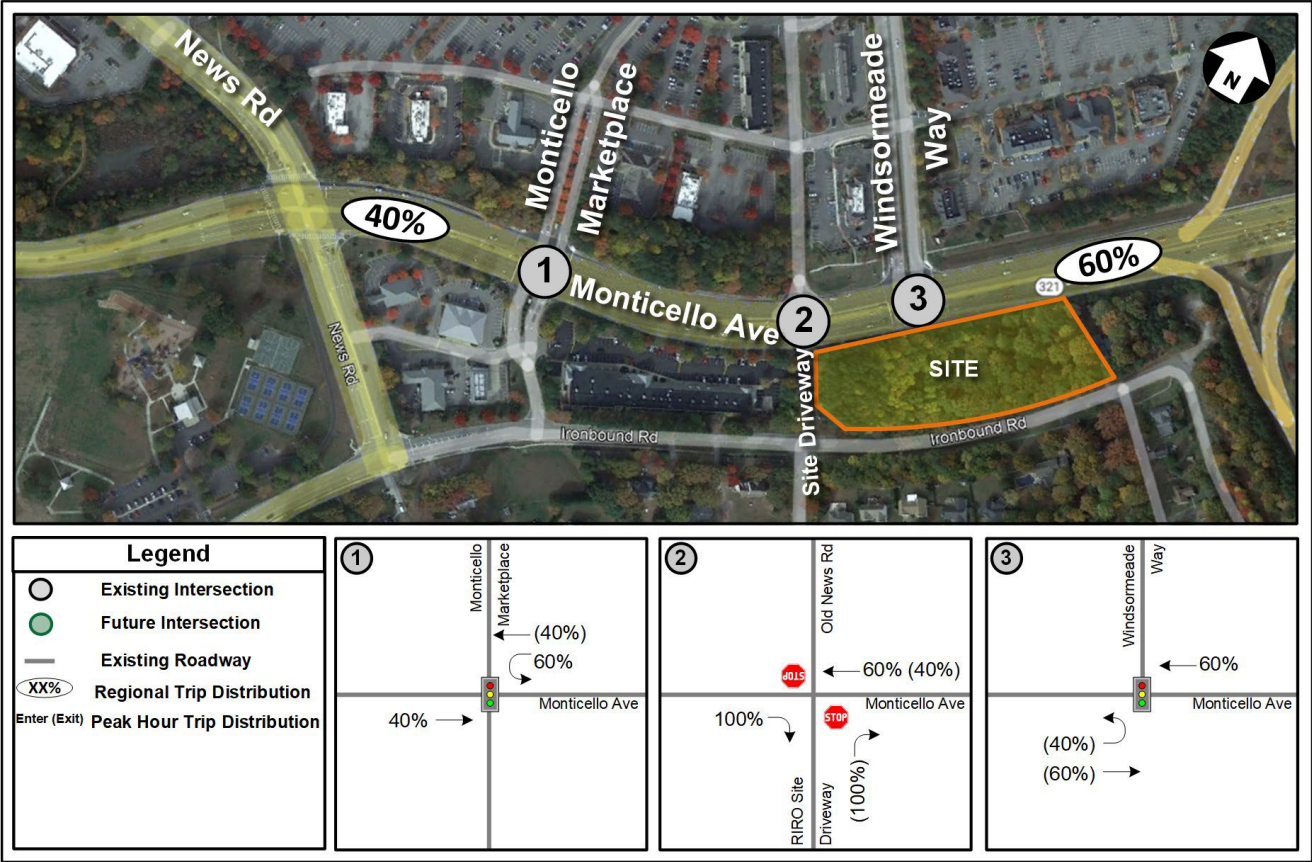 News Rd
Monticello
Marketplace
Windsormeade
Way
N
40%
1
Monticello Ave
2
3
60%
321
SITE
News Rd
Site Driveway
Ironbound Rd
Ironbound Rd
Legend
Existing Intersection
Future Intersection
Existing Roadway
XX%
Regional Trip Distribution
Enter (Exit)
Peak Hour Trip Distribution
1
Monticello
Marketplace
(40%)
60%
Monticello Ave
40%
2
Old News Rd
STOP
60% (40%)
Monticello Ave
100%
STOP
(100%)
RIRO Site
Driveway
3
Windsormeade
Way
60%
Monticello Ave
(40%)
(60%)